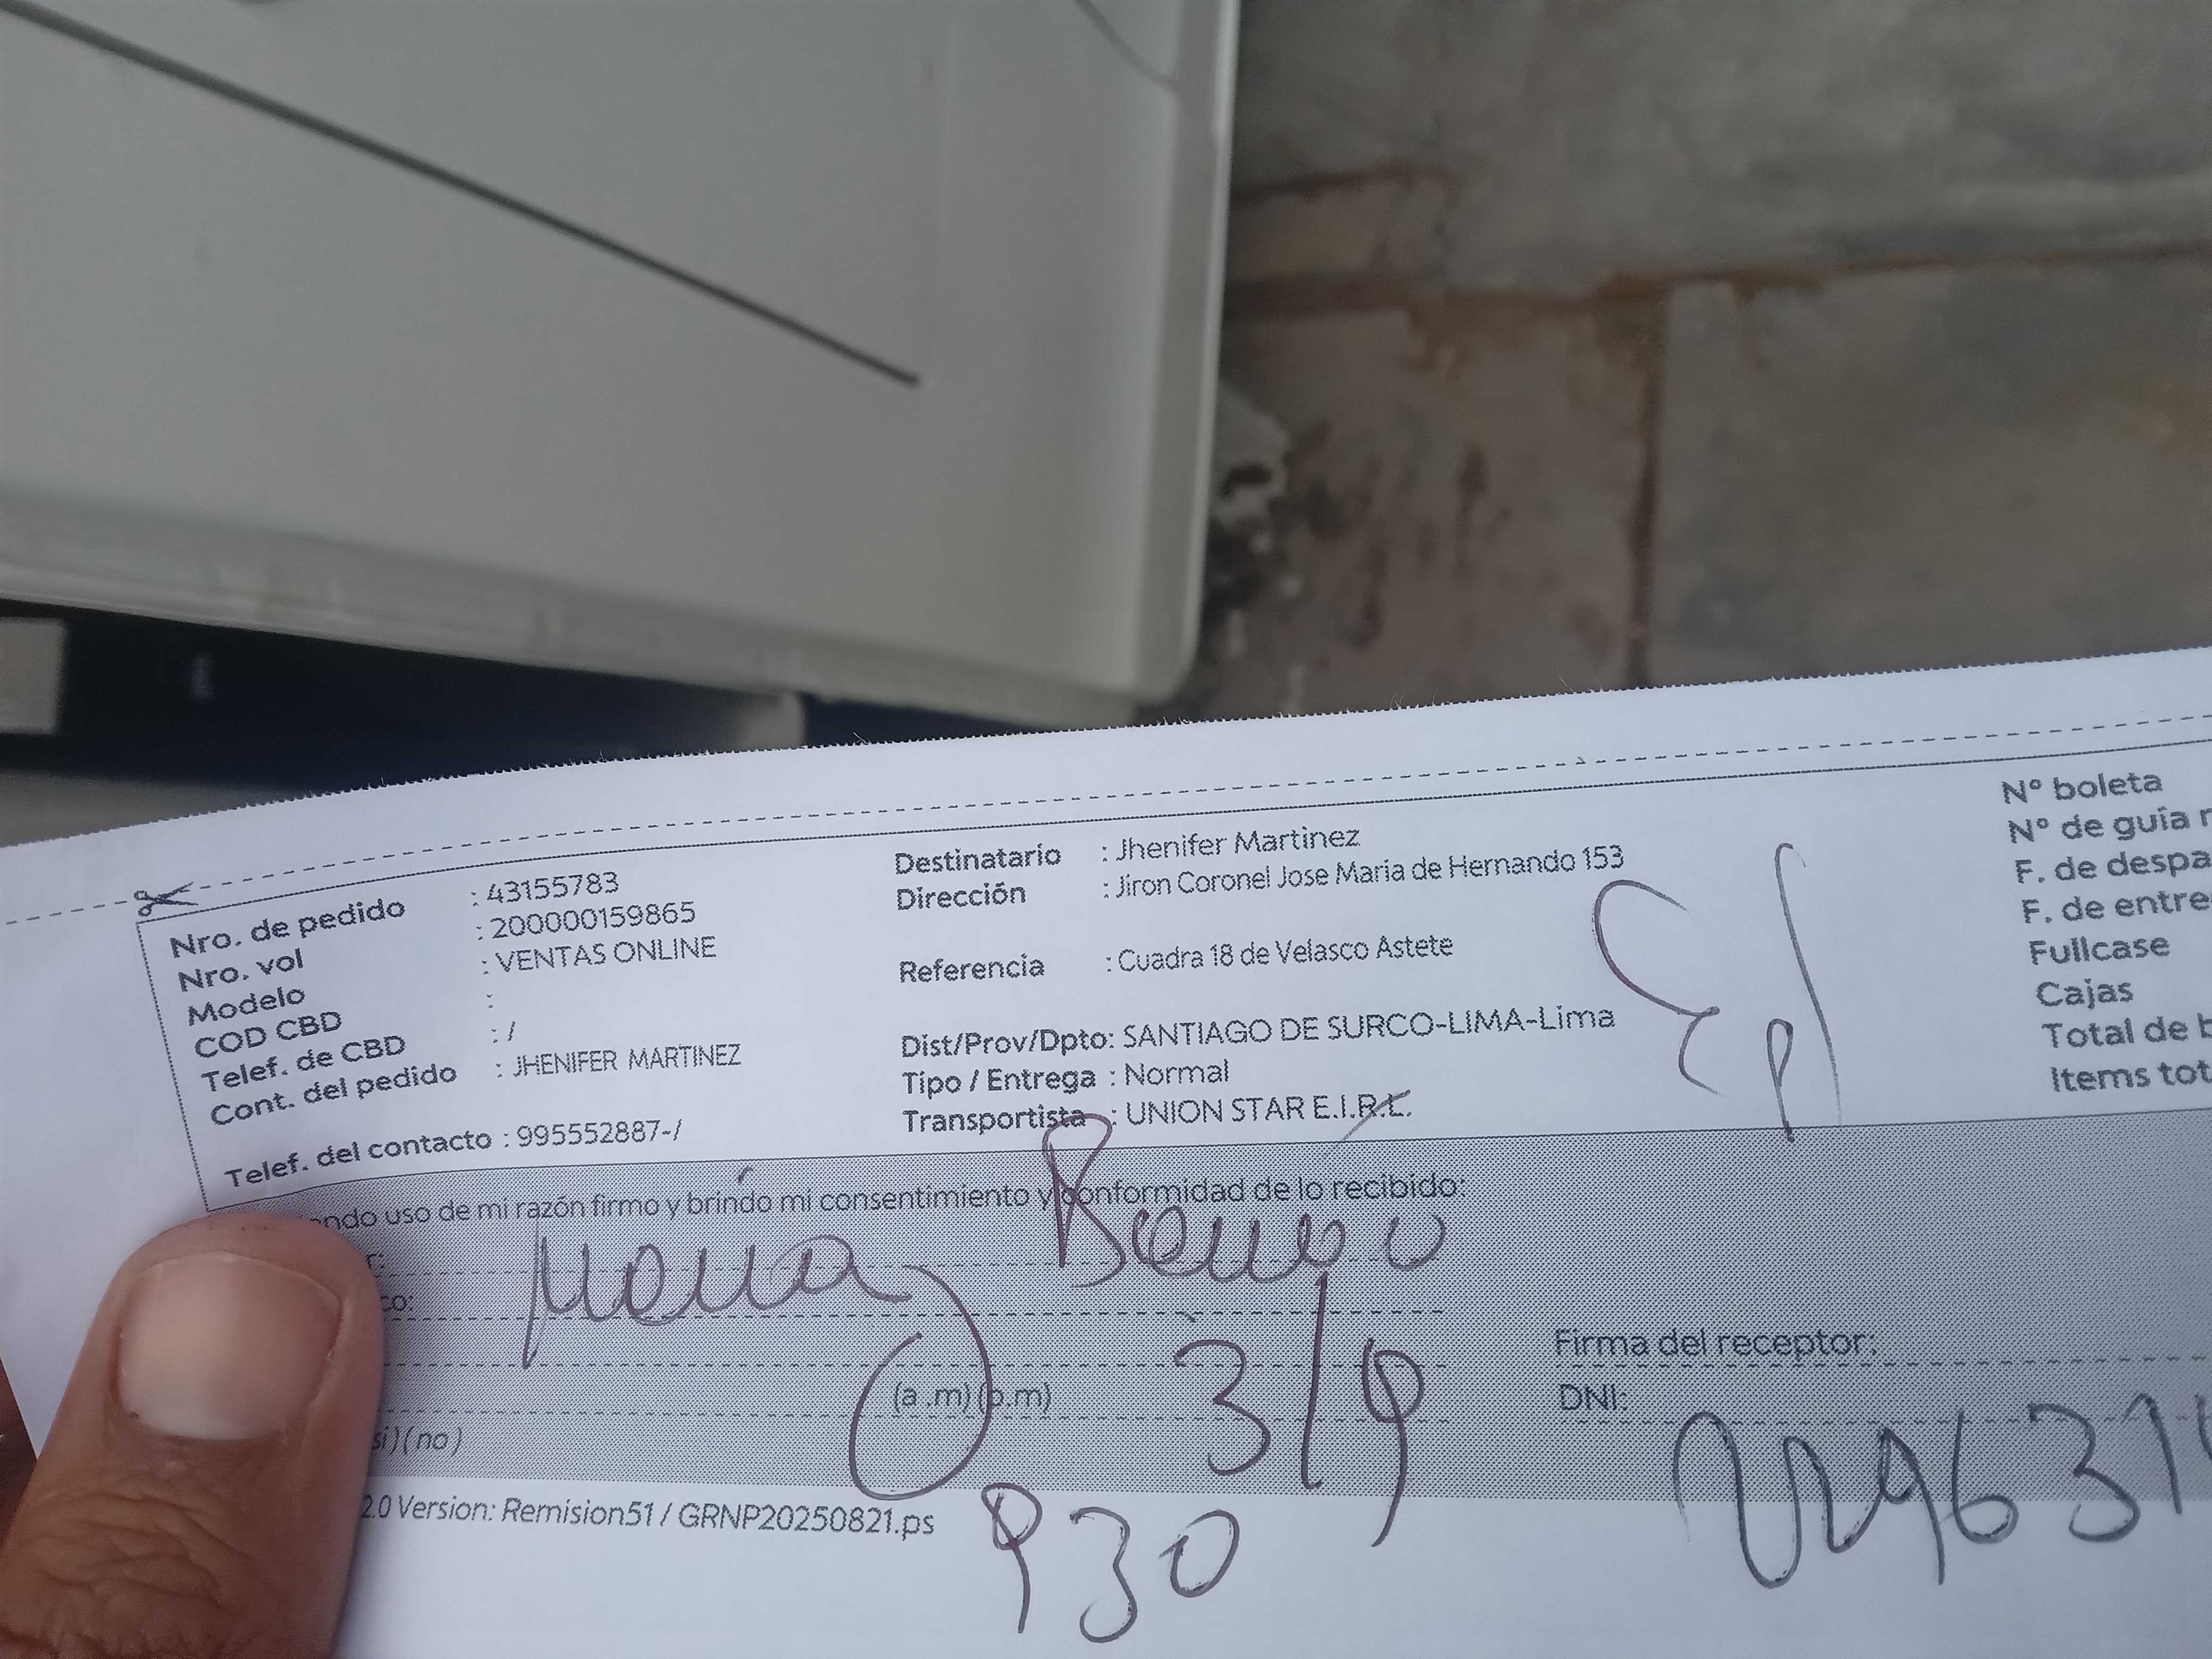 Nro. de pedido : 43155783
Nro. vol : 200000159865
Modelo : VENTAS ONLINE
COD CBD :
Telef. de CBD : /
Cont. del pedido : JHENIFER MARTINEZ
Telef. del contacto : 995552887-/
Destinatario : Jhenifer Martinez
Dirección : Jiron Coronel Jose Maria de Hernando 153
Referencia : Cuadra 18 de Velasco Astete
Dist/Prov/Dpto: SANTIAGO DE SURCO-LIMA-Lima
Tipo / Entrega : Normal
Transportista : UNION STAR E.I.R.L.
N° boleta
N° de guía
F. de despa
F. de entre
Fullcase
Cajas
Total de
Items tot
endo uso de mi razón firmo y brindo mi consentimiento y conformidad de lo recibido:
r:
Maria
co:
(a .m) (p.m)
3/9
si ) ( no )
Firma del receptor:
DNI:
2.0 Version: Remision51 / GRNP20250821.ps
930